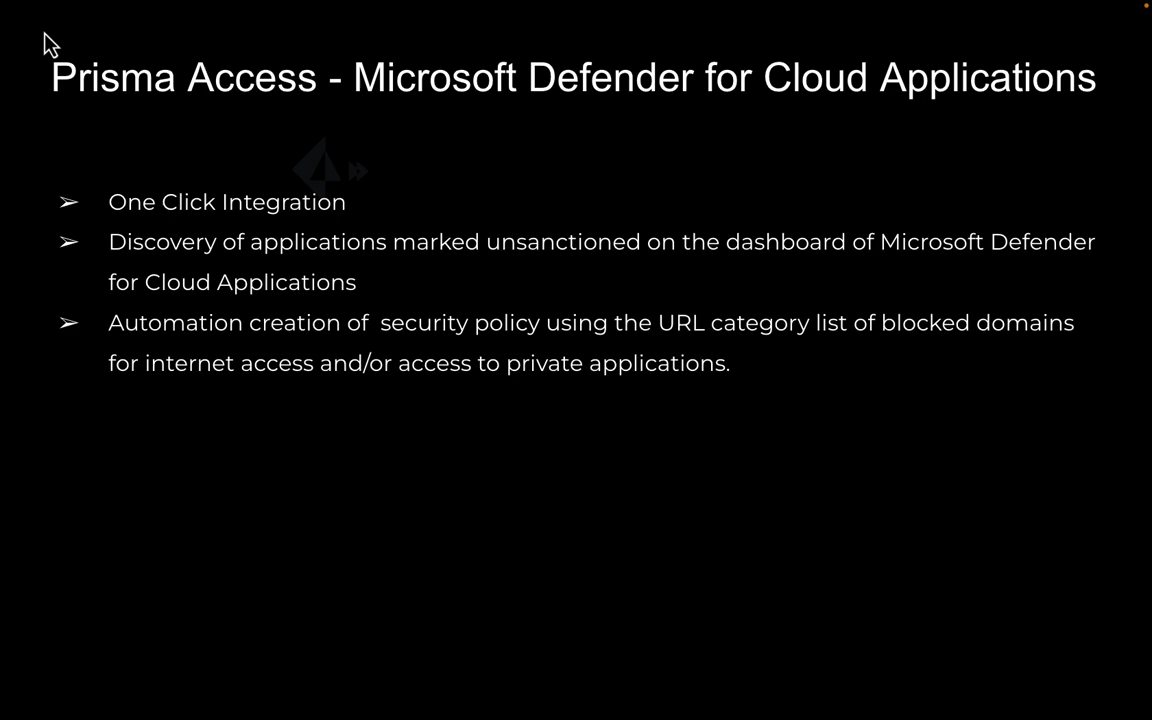 Prisma Access - Microsoft Defender for Cloud Applications
➢ One Click Integration
➢ Discovery of applications marked unsanctioned on the dashboard of Microsoft Defender
for Cloud Applications
➢ Automation creation of  security policy using the URL category list of blocked domains
for internet access and/or access to private applications.